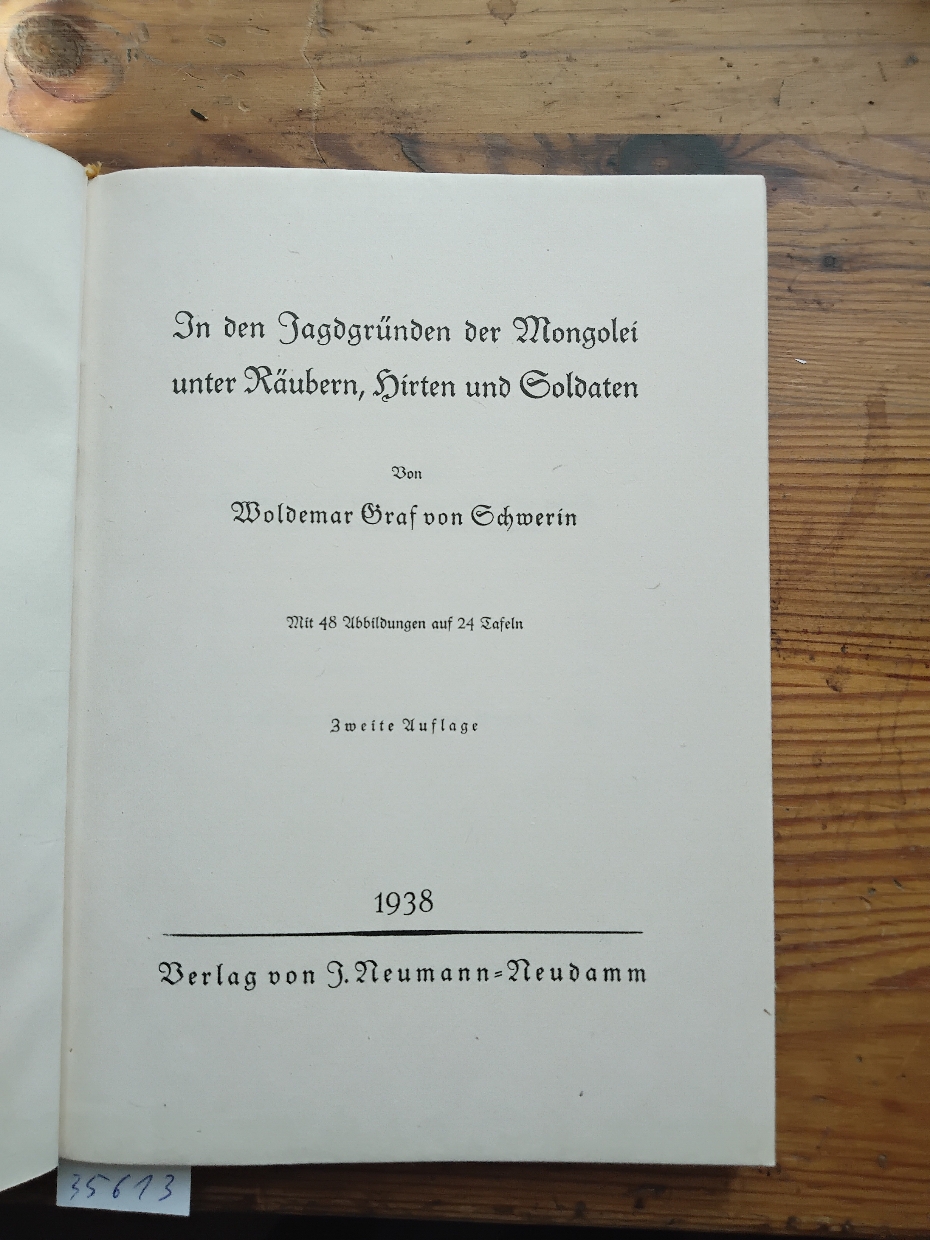 In den Jagdgründen der Mongolei
unter Räubern, Hirten und Soldaten
Von
Woldemar Graf von Schwerin
Mit 48 Abbildungen auf 24 Tafeln
Zweite Auflage
1938
Verlag von J. Neumann-Neudamm
35613